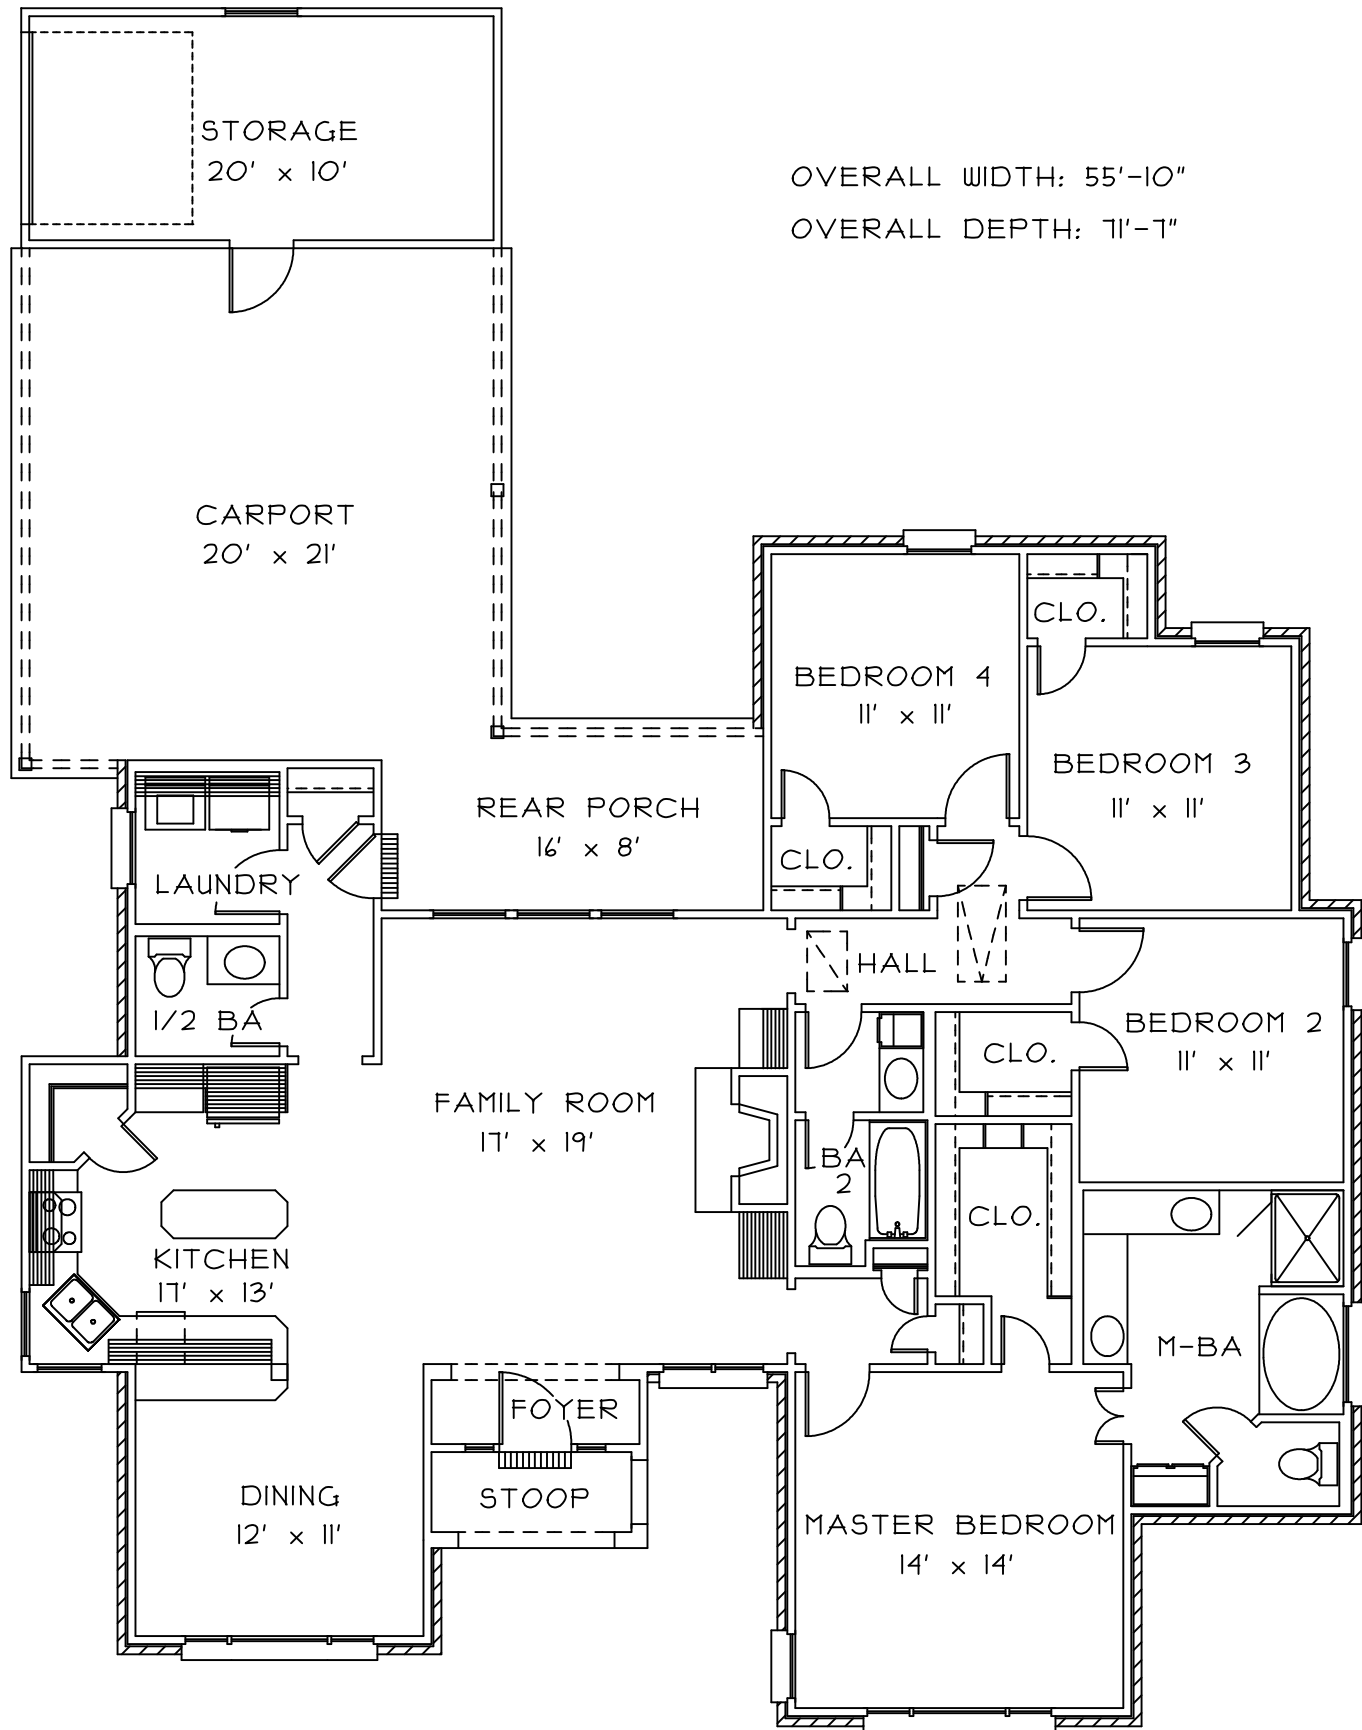 STORAGE
20' x 10'
OVERALL WIDTH: 55'-10"
OVERALL DEPTH: 71'-7"
CARPORT
20' x 21'
CLO.
BEDROOM 4
11' x 11'
BEDROOM 3
11' x 11'
REAR PORCH
16' x 8'
CLO.
LAUNDRY
HALL
1/2 BA
BEDROOM 2
11' x 11'
CLO.
FAMILY ROOM
17' x 19'
BA
2
CLO.
KITCHEN
17' x 13'
M-BA
FOYER
STOOP
DINING
12' x 11'
MASTER BEDROOM
14' x 14'